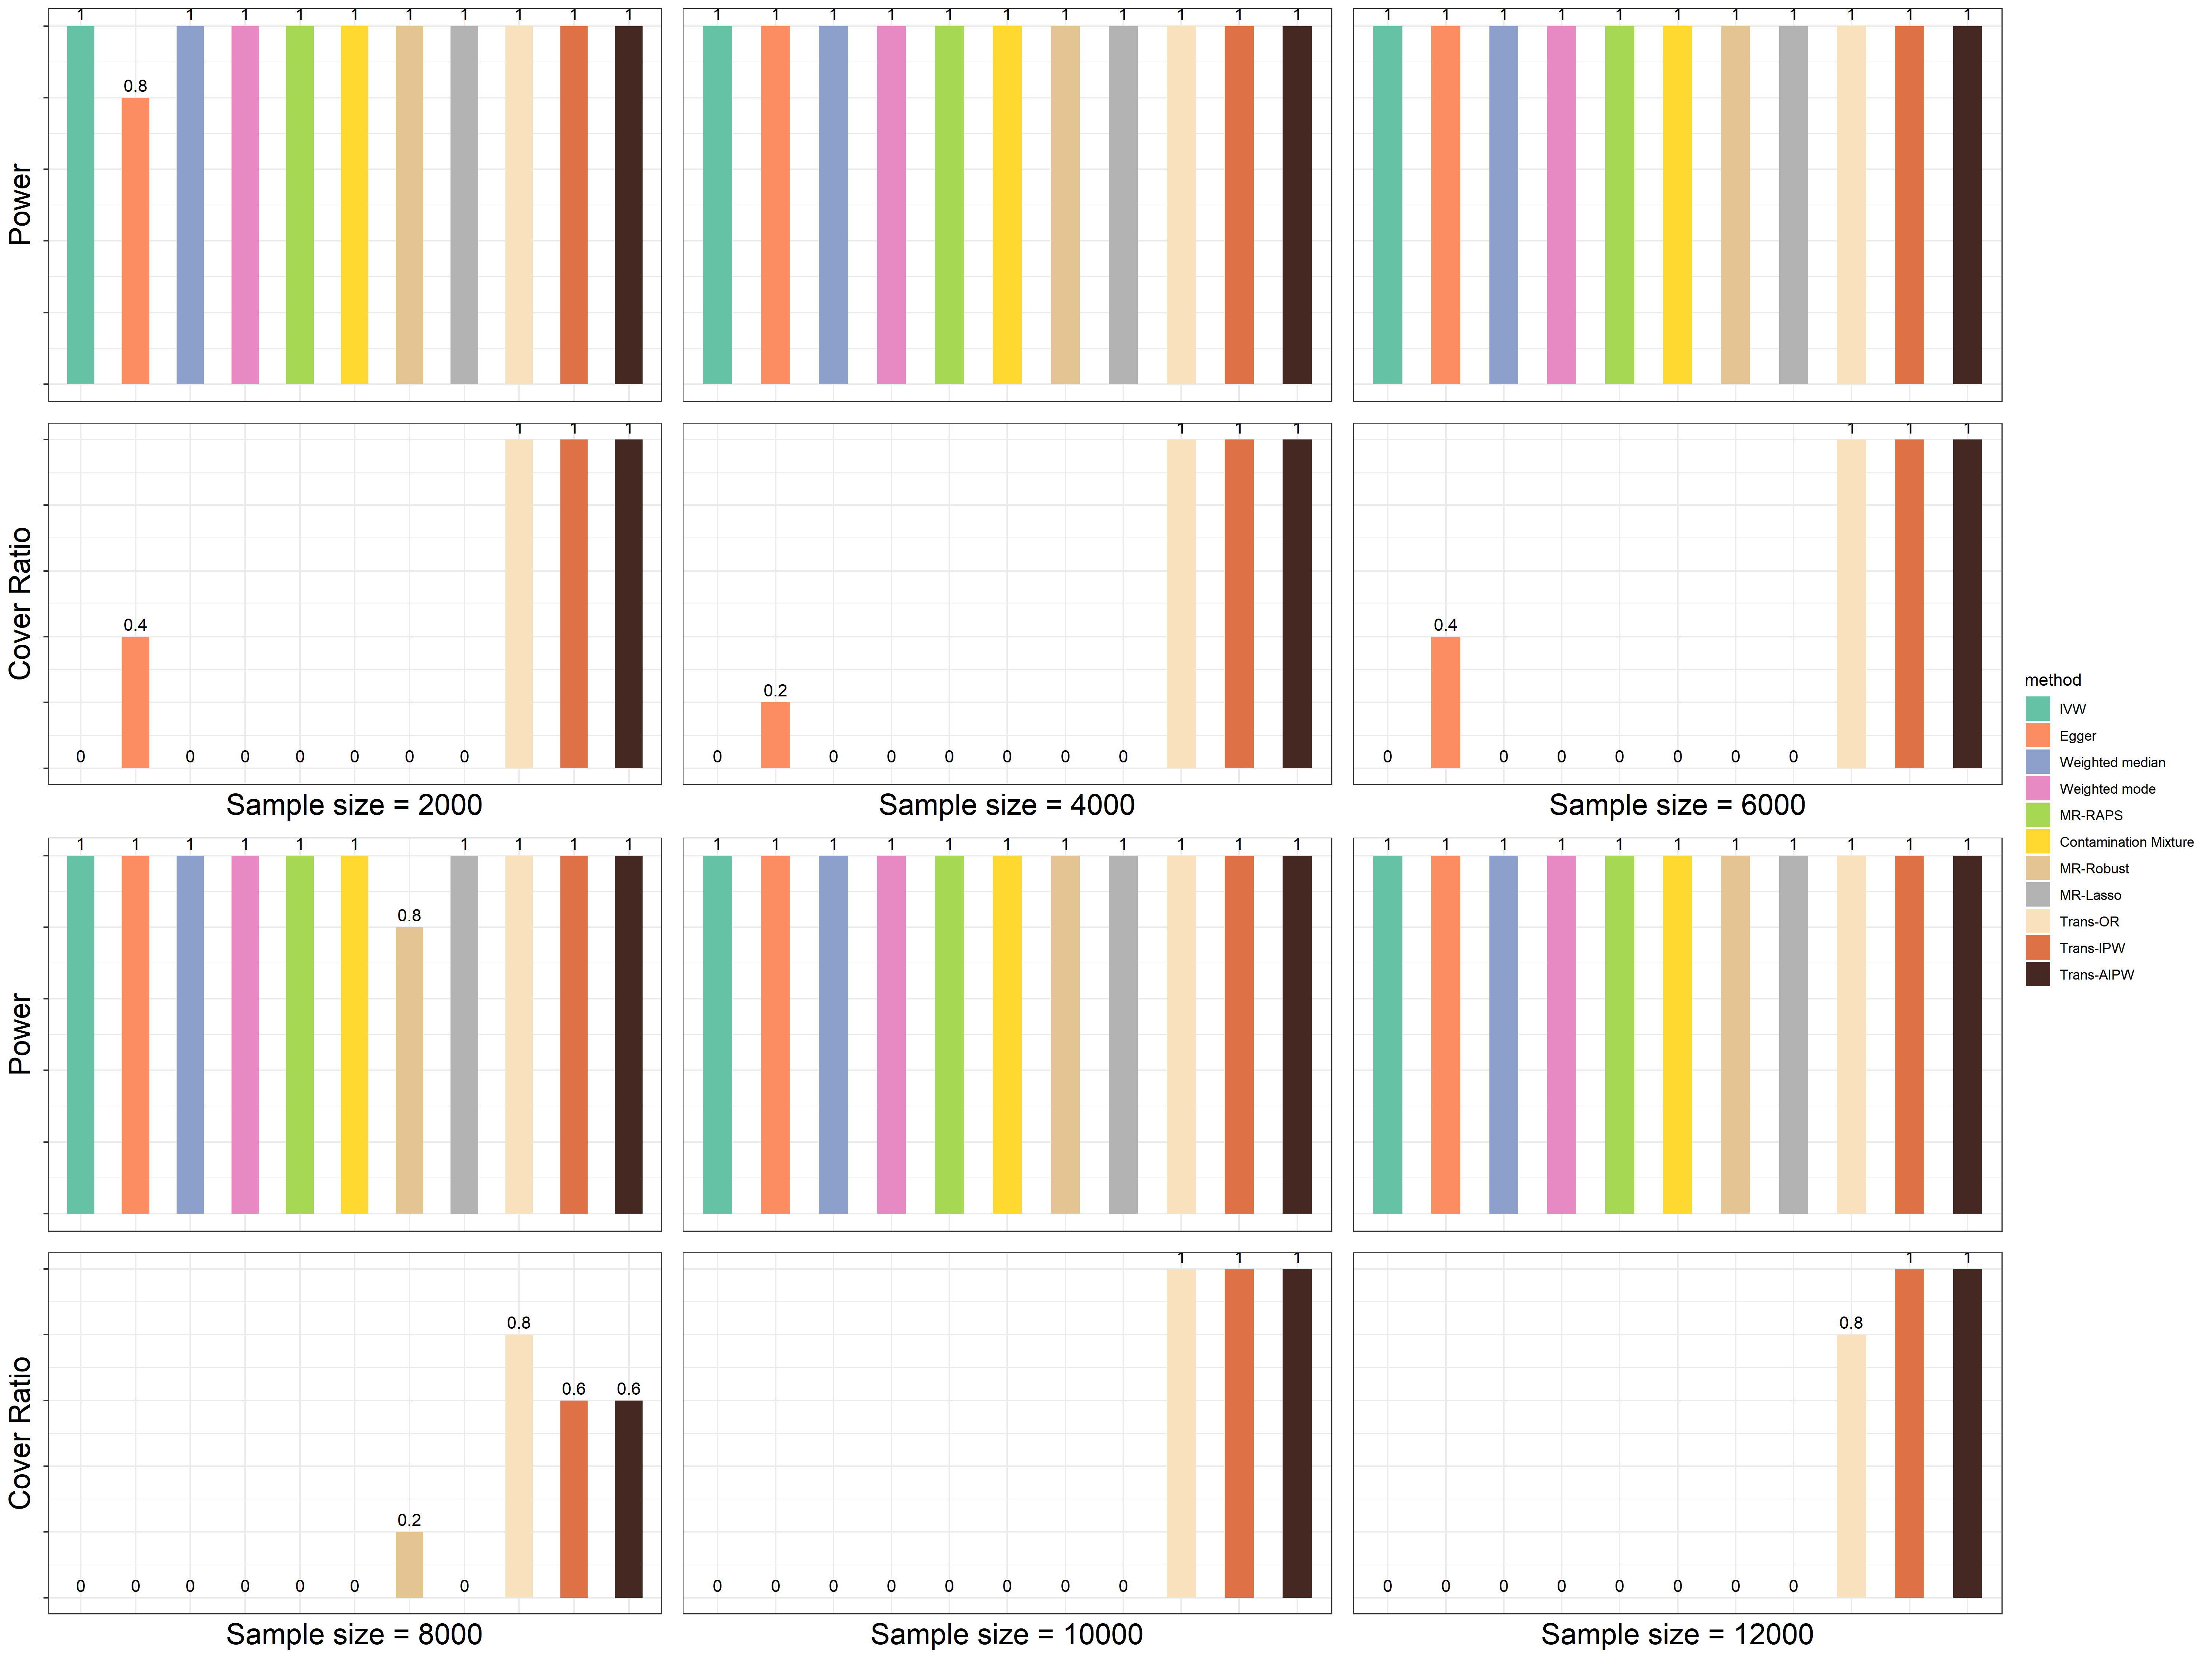 1 1 1 1 1 1 1 1 1 1
0.8
Power
1 1 1 1 1 1 1 1 1 1 1
1 1 1 1 1 1 1 1 1 1 1
1 1 1
0.4
0 0 0 0 0 0 0
Cover Ratio
Sample size = 2000
1 1 1
0.2
0 0 0 0 0 0 0
Sample size = 4000
1 1 1
0.4
0 0 0 0 0 0 0
Sample size = 6000
1 1 1 1 1 1 1 1 1 1
0.8
Power
1 1 1 1 1 1 1 1 1 1 1
1 1 1 1 1 1 1 1 1 1 1
0.8
0.6 0.6
0.2
0 0 0 0 0 0 0
Cover Ratio
Sample size = 8000
1 1 1
0 0 0 0 0 0 0 0
Sample size = 10000
1 1
0.8
0 0 0 0 0 0 0 0
Sample size = 12000
method
IVW
Egger
Weighted median
Weighted mode
MR-RAPS
Contamination Mixture
MR-Robust
MR-Lasso
Trans-OR
Trans-IPW
Trans-AIPW